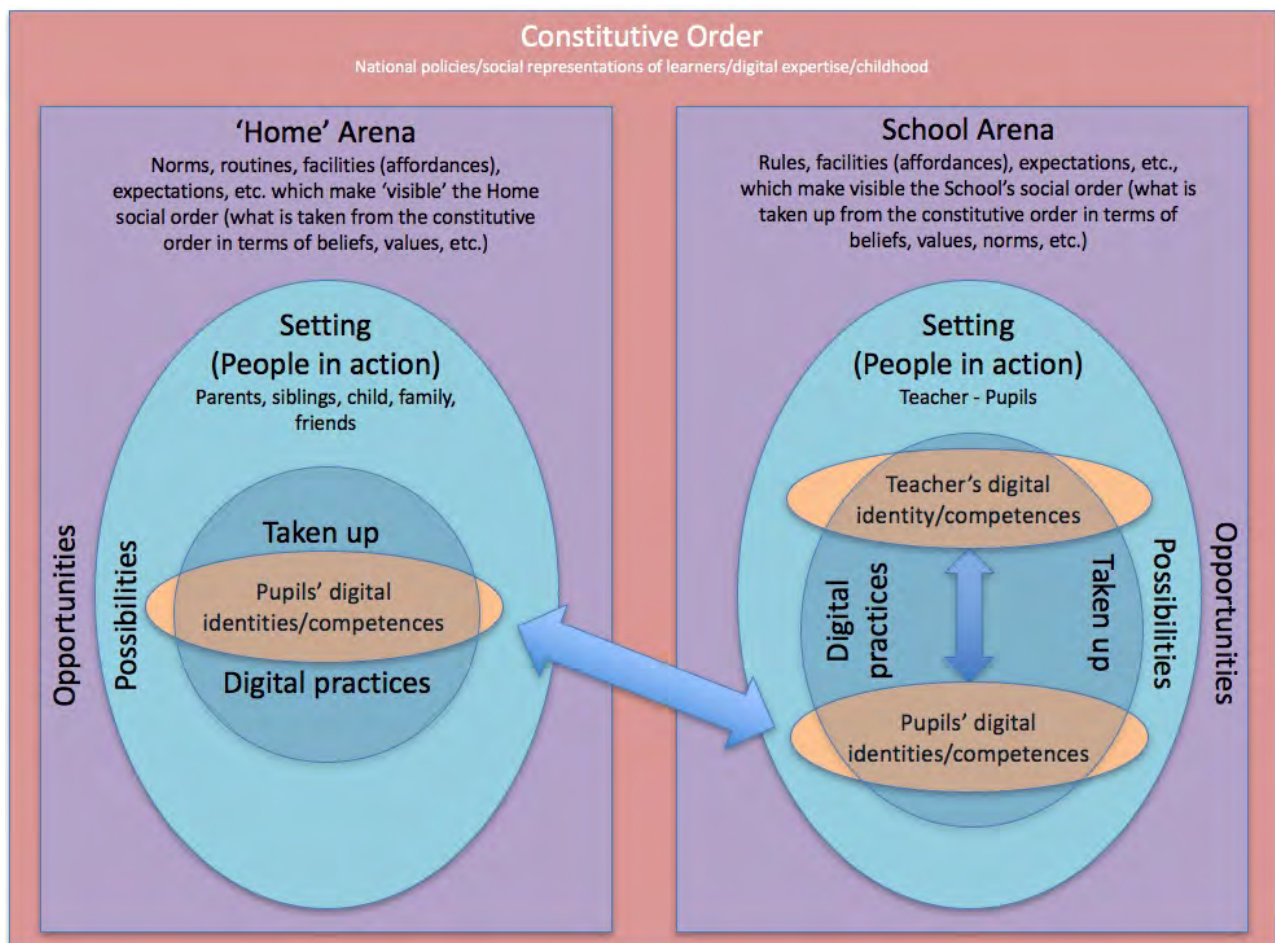 Constitutive Order
National policies/social representations of learners/digital expertise/childhood
‘Home’ Arena
Norms, routines, facilities (affordances),
expectations, etc. which make ‘visible’ the Home
social order (what is taken from the constitutive
order in terms of beliefs, values, etc.)
Setting
(People in action)
Parents, siblings, child, family,
friends
Opportunities
Possibilities
Taken up
Pupils’ digital
identities/competences
Digital practices
School Arena
Rules, facilities (affordances), expectations, etc.,
which make visible the School’s social order (what is
taken up from the constitutive order in terms of
beliefs, values, norms, etc.)
Setting
(People in action)
Teacher - Pupils
Teacher’s digital
identity/competences
Digital
practices
Taken up
Possibilities
Opportunities
Pupils’ digital
identities/competences